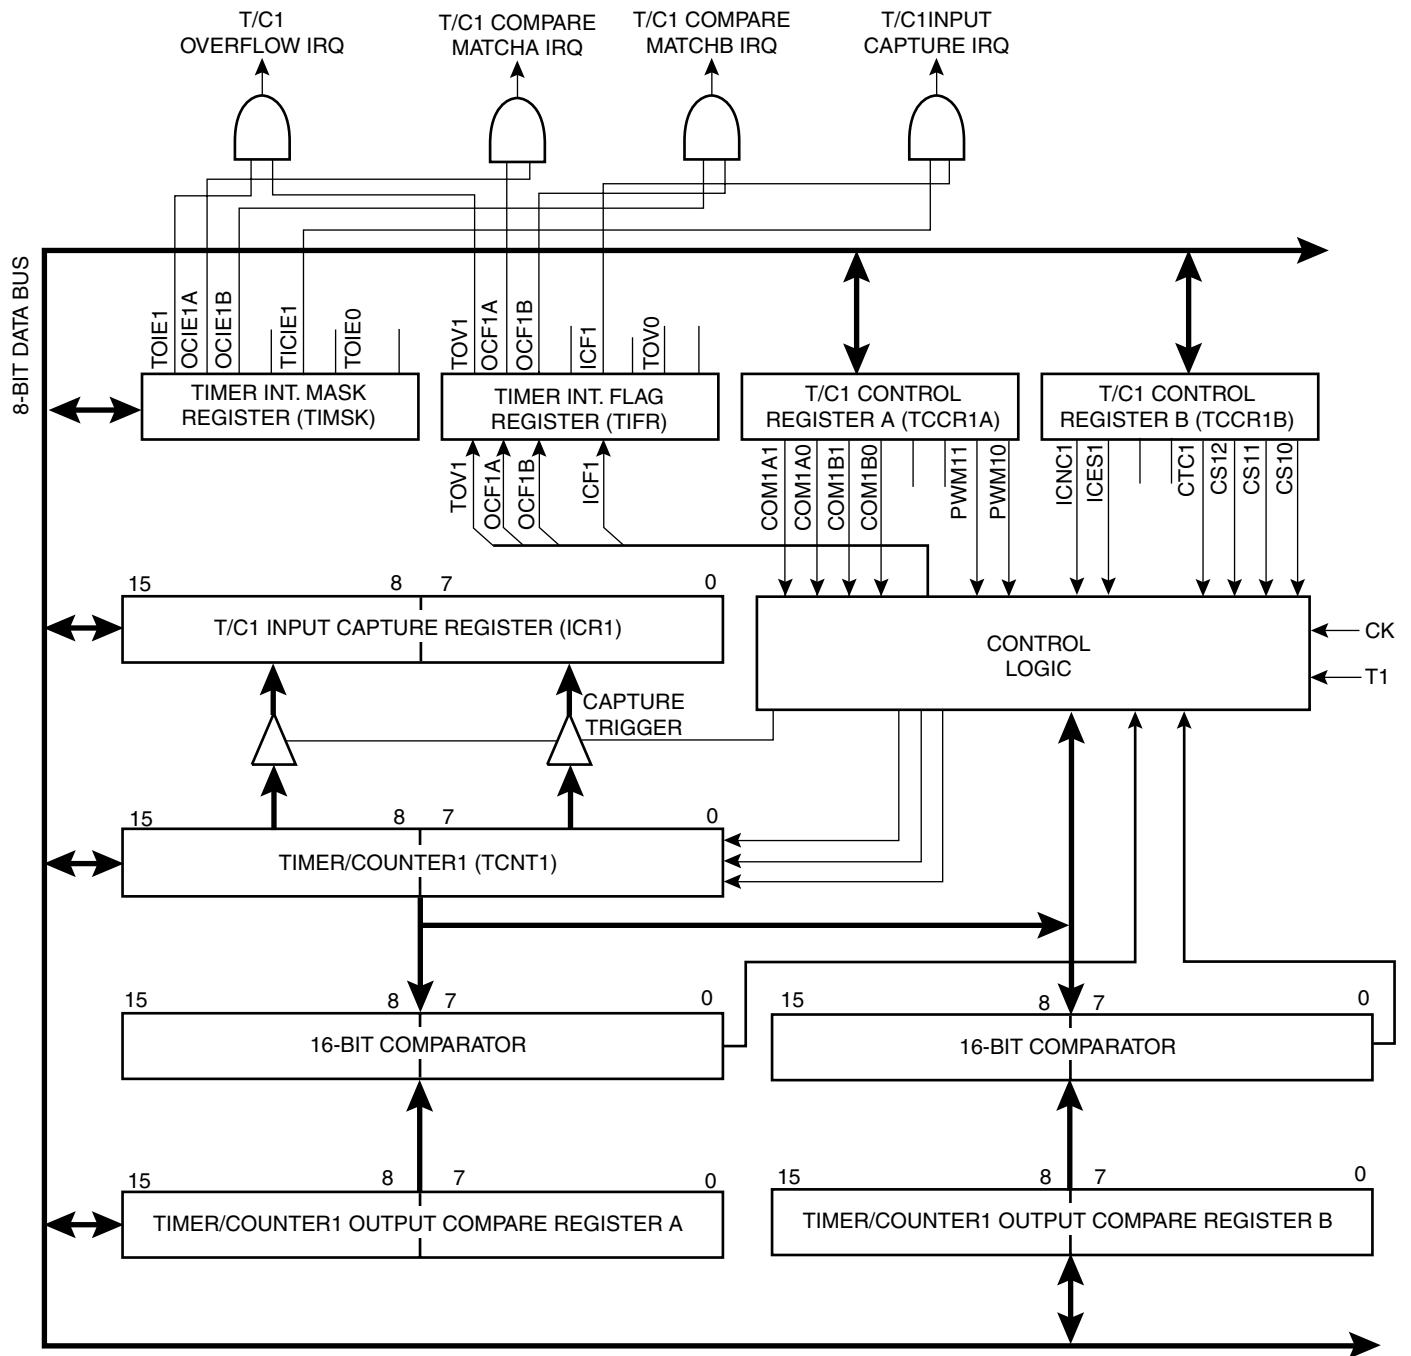 T/C1
OVERFLOW IRQ
T/C1 COMPARE
MATCHA IRQ
T/C1 COMPARE
MATCHB IRQ
T/C1INPUT
CAPTURE IRQ
8-BIT DATA BUS
TOIE1
OCIE1A
OCIE1B
TICIE1
TOIE0
TOV1
OCF1A
OCF1B
ICF1
TOV0
TIMER INT. MASK
REGISTER (TIMSK)
TIMER INT. FLAG
REGISTER (TIFR)
T/C1 CONTROL
REGISTER A (TCCR1A)
T/C1 CONTROL
REGISTER B (TCCR1B)
TOV1
OCF1A
OCF1B
ICF1
COM1A1
COM1A0
COM1B1
COM1B0
PWM11
PWM10
ICNC1
ICES1
CTC1
CS12
CS11
CS10
15 8 7 0
T/C1 INPUT CAPTURE REGISTER (ICR1)
CONTROL
LOGIC
CK
T1
CAPTURE
TRIGGER
15 8 7 0
TIMER/COUNTER1 (TCNT1)
15 8 7 0
16-BIT COMPARATOR
15 8 7 0
16-BIT COMPARATOR
15 8 7 0
TIMER/COUNTER1 OUTPUT COMPARE REGISTER A
15 8 7 0
TIMER/COUNTER1 OUTPUT COMPARE REGISTER B